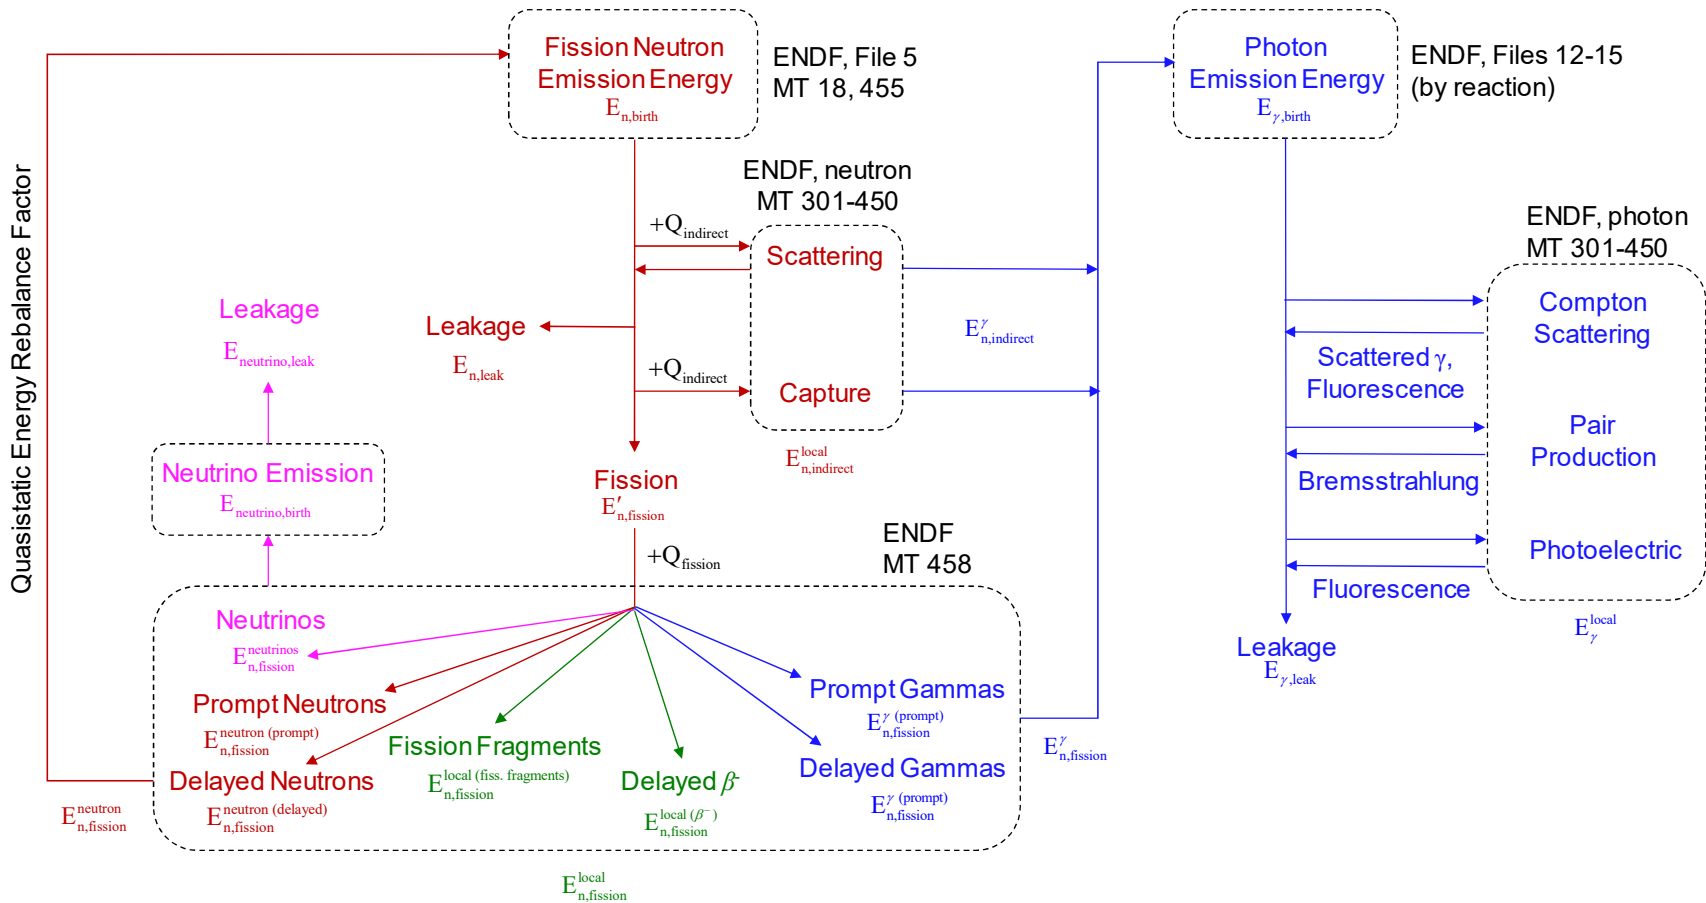 Quasistatic Energy Rebalance Factor
Fission Neutron
Emission Energy
E n,birth
ENDF, File 5
MT 18, 455
Photon
Emission Energy
E γ,birth
ENDF, Files 12-15
(by reaction)
ENDF, neutron
MT 301-450
+Q indirect
Scattering
Leakage
E n,leak
+Q indirect
Capture
E n,indirect local
E n,indirect γ
ENDF, photon
MT 301-450
Compton
Scattering
Scattered γ,
Fluorescence
Pair
Production
Bremsstrahlung
Photoelectric
Fluorescence
E γ local
Leakage
E γ,leak
Leakage
E neutrino,leak
Neutrino Emission
E neutrino,birth
Fission
E′ n,fission
+Q fission
ENDF
MT 458
Neutrinos
E n,fission neutrinos
Prompt Neutrons
E n,fission neutron (prompt)
Delayed Neutrons
E n,fission neutron (delayed)
Fission Fragments
E n,fission local (fiss. fragments)
Delayed β-
E n,fission local (β−)
Prompt Gammas
E n,fission γ (prompt)
Delayed Gammas
E n,fission γ (prompt)
E n,fission γ
E n,fission neutron
E n,fission local